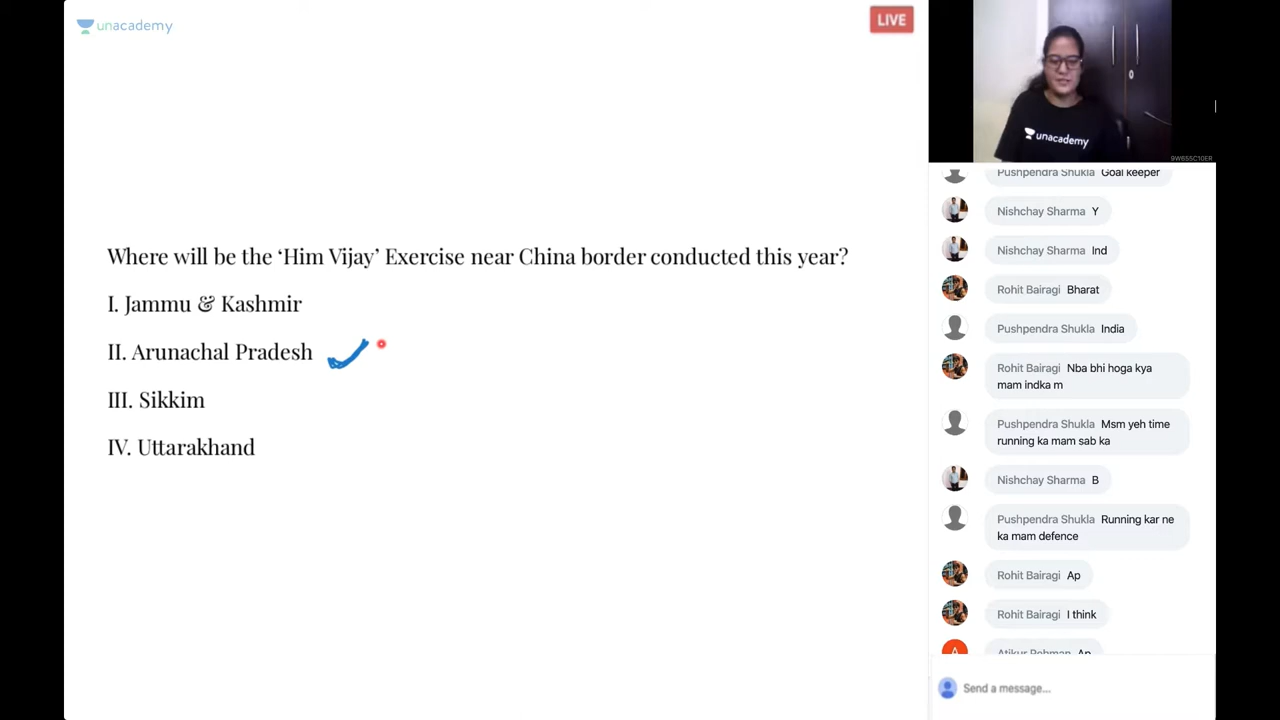 unacademy
LIVE
Where will be the ‘Him Vijay’ Exercise near China border conducted this year?
I. Jammu & Kashmir
II. Arunachal Pradesh
III. Sikkim
IV. Uttarakhand
unacademy
9W655C1GER
Pushpendra Shukla Goal keeper
Nishchay Sharma Y
Nishchay Sharma Ind
Rohit Bairagi Bharat
Pushpendra Shukla India
Rohit Bairagi Nba bhi hoga kya
mam indka m
Pushpendra Shukla Msm yeh time
running ka mam sab ka
Nishchay Sharma B
Pushpendra Shukla Running kar ne
ka mam defence
Rohit Bairagi Ap
Rohit Bairagi I think
A
Atikur Rehman Ap
Send a message...